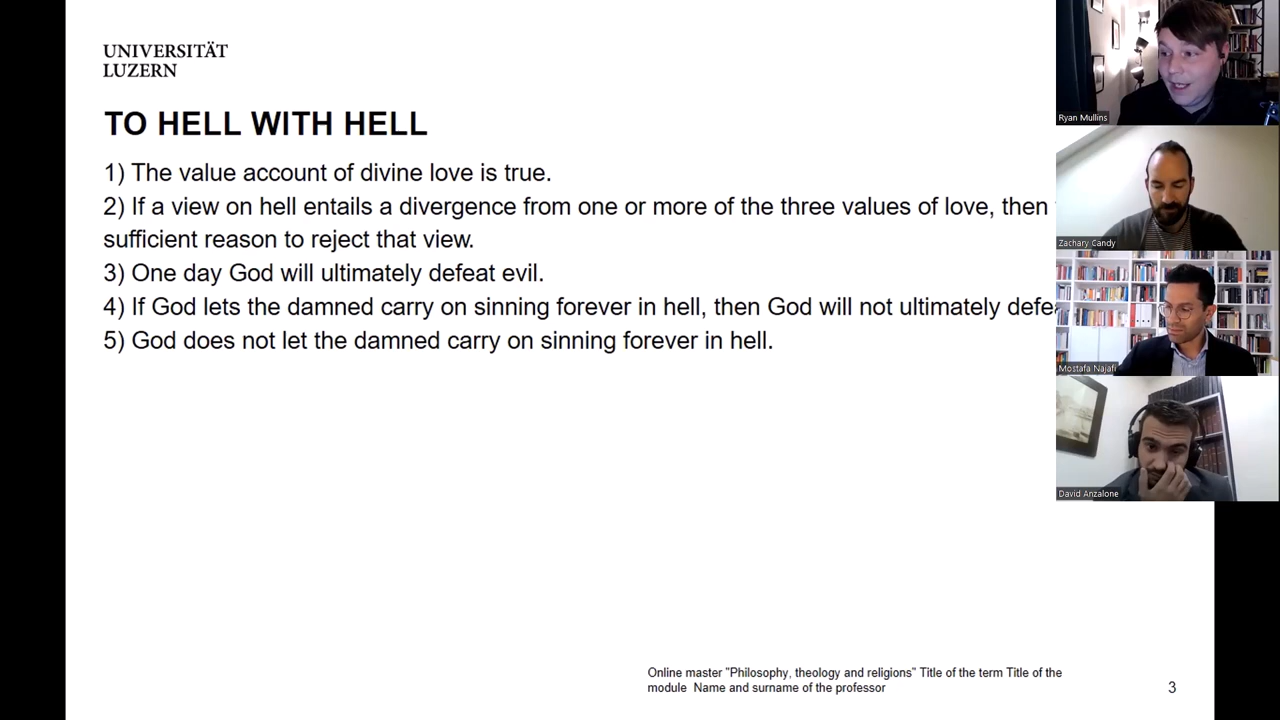 UNIVERSITÄT
LUZERN
TO HELL WITH HELL
1) The value account of divine love is true.
2) If a view on hell entails a divergence from one or more of the three values of love, then
sufficient reason to reject that view.
3) One day God will ultimately defeat evil.
4) If God lets the damned carry on sinning forever in hell, then God will not ultimately defe
5) God does not let the damned carry on sinning forever in hell.
Online master "Philosophy, theology and religions" Title of the term Title of the
module Name and surname of the professor
3
Ryan Mullins
Zachary Candy
Mostafa Najafi
David Anzalone